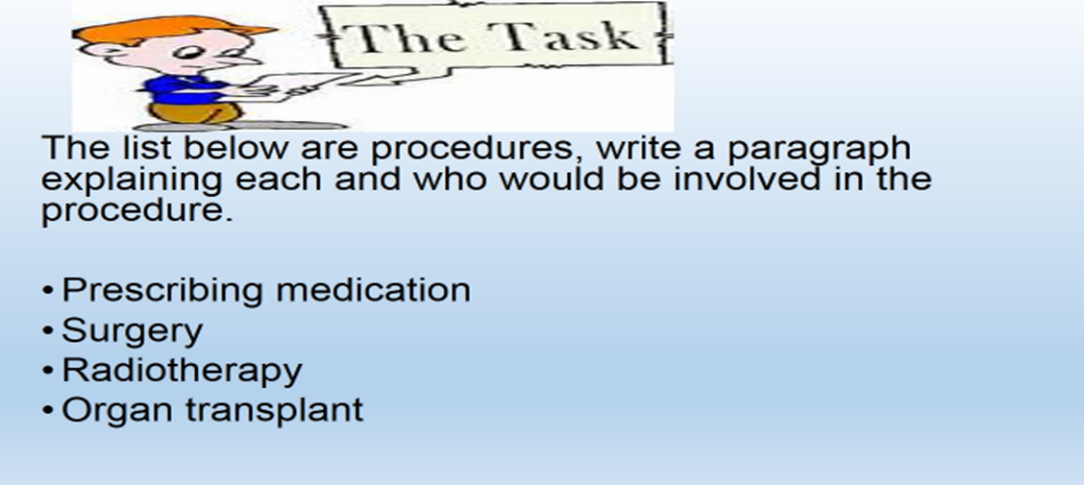 The Task
The list below are procedures, write a paragraph
explaining each and who would be involved in the
procedure.
• Prescribing medication
• Surgery
• Radiotherapy
• Organ transplant